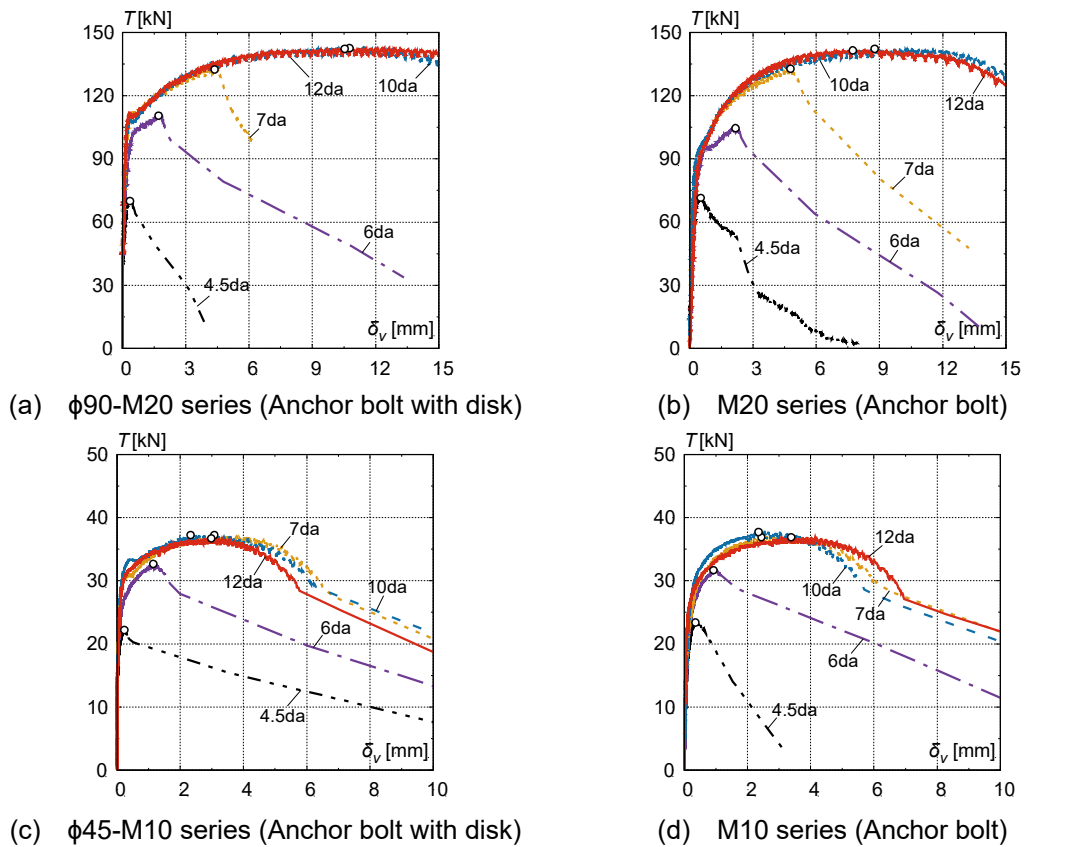 T [kN]
150
120
90
60
30
0
0 3 6 9 12 15
δv [mm]
12da
10da
7da
6da
4.5da
(a) ϕ90-M20 series (Anchor bolt with disk)
T [kN]
150
120
90
60
30
0
0 3 6 9 12 15
δv [mm]
10da
12da
7da
6da
4.5da
(b) M20 series (Anchor bolt)
T [kN]
50
40
30
20
10
0
0 2 4 6 8 10
δv [mm]
7da
12da
10da
6da
4.5da
(c) ϕ45-M10 series (Anchor bolt with disk)
T [kN]
50
40
30
20
10
0
0 2 4 6 8 10
δv [mm]
12da
10da
7da
6da
4.5da
(d) M10 series (Anchor bolt)